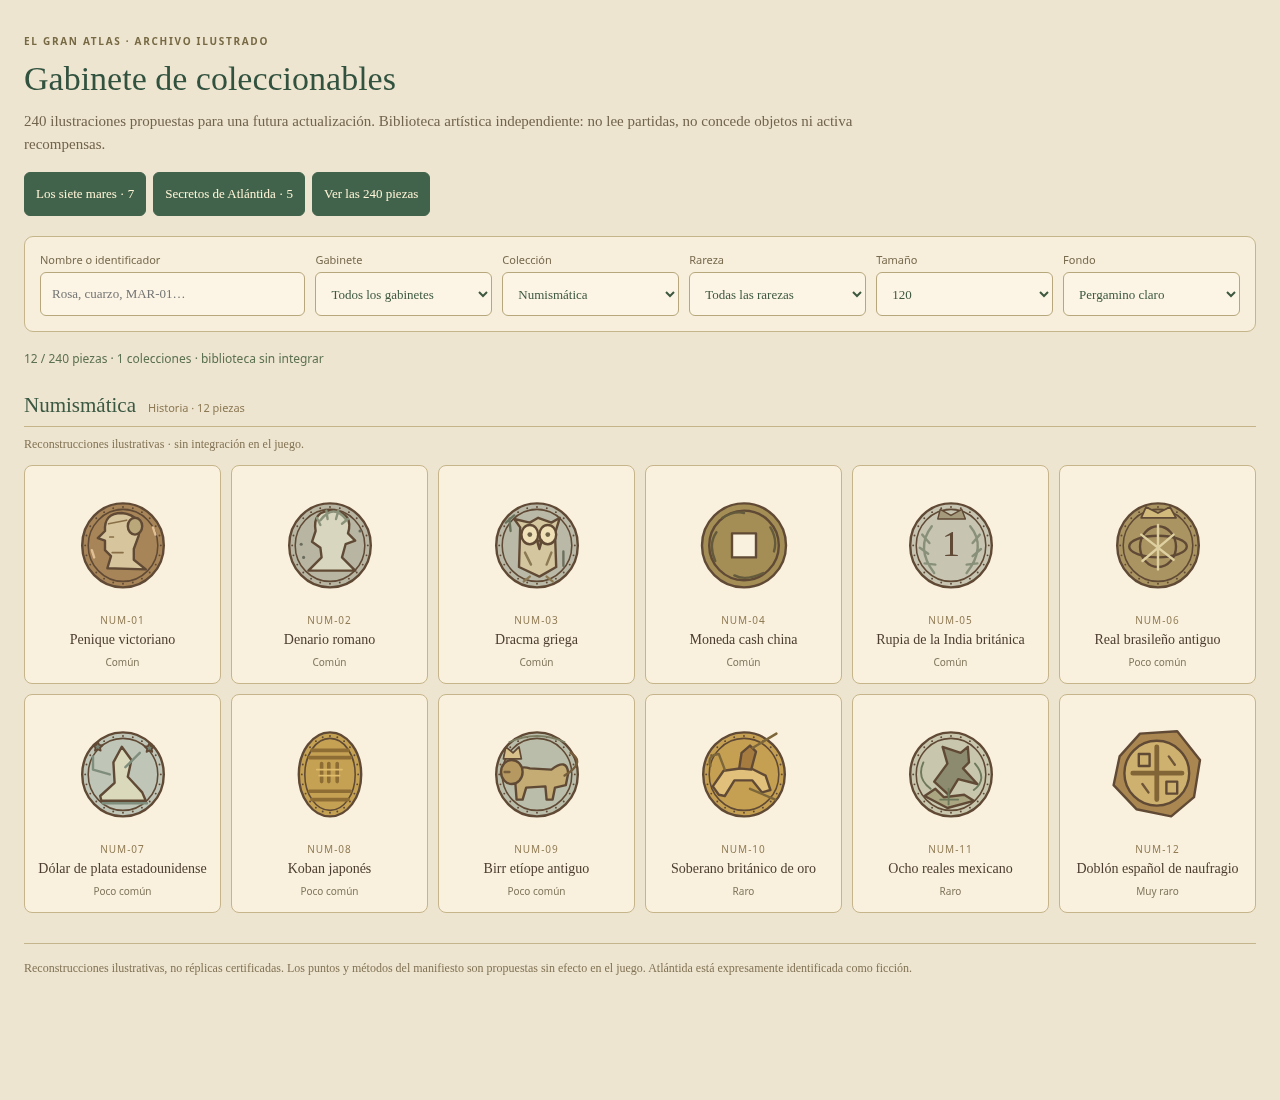 EL GRAN ATLAS · ARCHIVO ILUSTRADO
Gabinete de coleccionables
240 ilustraciones propuestas para una futura actualización. Biblioteca artística independiente: no lee partidas, no concede objetos ni activa
recompensas.
Los siete mares · 7
Secretos de Atlántida · 5
Ver las 240 piezas
Nombre o identificador
Gabinete
Colección
Rareza
Tamaño
Fondo
Rosa, cuarzo, MAR-01…
Todos los gabinetes
Numismática
Todas las rarezas
120
Pergamino claro
12 / 240 piezas · 1 colecciones · biblioteca sin integrar
Numismática Historia · 12 piezas
Reconstrucciones ilustrativas · sin integración en el juego.
1
NUM-01
Penique victoriano
Común
NUM-02
Denario romano
Común
NUM-03
Dracma griega
Común
NUM-04
Moneda cash china
Común
NUM-05
Rupia de la India británica
Común
NUM-06
Real brasileño antiguo
Poco común
NUM-07
Dólar de plata estadounidense
Poco común
NUM-08
Koban japonés
Poco común
NUM-09
Birr etíope antiguo
Poco común
NUM-10
Soberano británico de oro
Raro
NUM-11
Ocho reales mexicano
Raro
NUM-12
Doblón español de naufragio
Muy raro
Reconstrucciones ilustrativas, no réplicas certificadas. Los puntos y métodos del manifiesto son propuestas sin efecto en el juego. Atlántida está expresamente identificada como ficción.